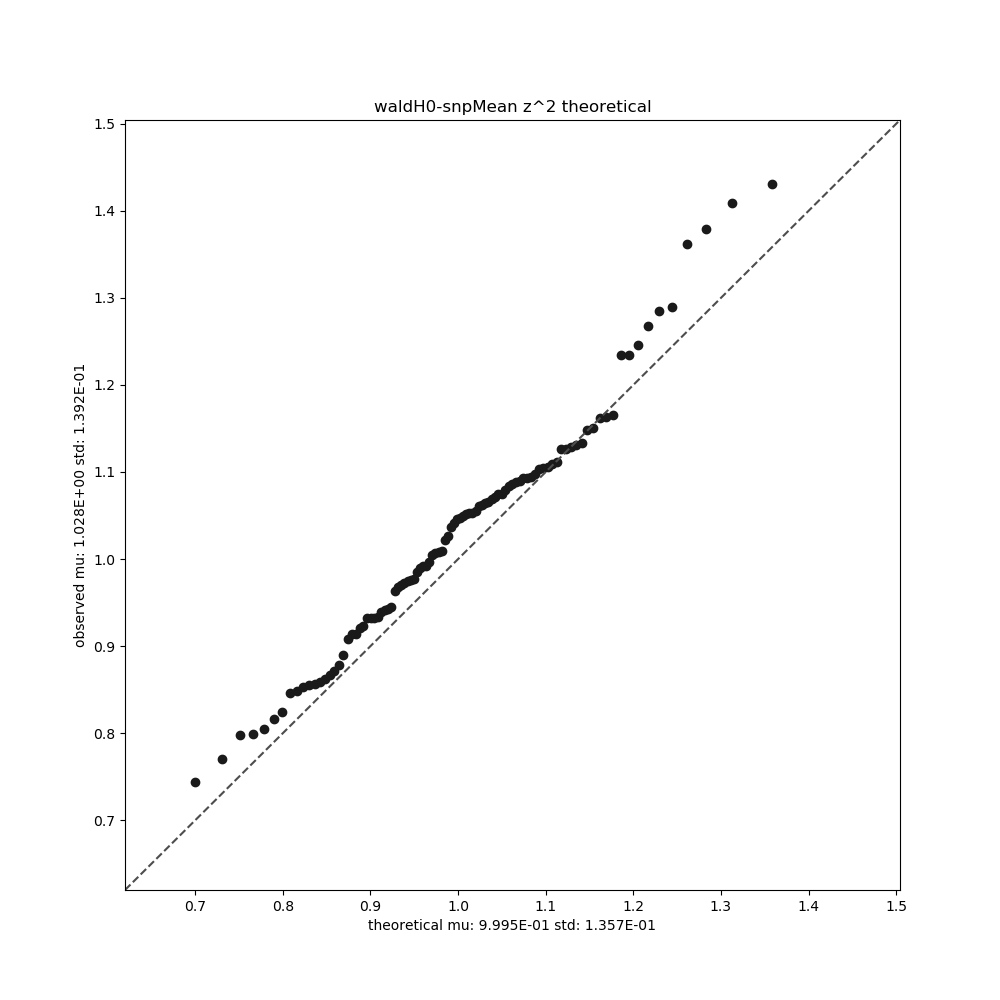 waldH0-snpMean z^2 theoretical
1.5
1.4
1.3
1.2
1.1
1.0
0.9
0.8
0.7
observed mu: 1.028E+00 std: 1.392E-01
0.7 0.8 0.9 1.0 1.1 1.2 1.3 1.4 1.5
theoretical mu: 9.995E-01 std: 1.357E-01